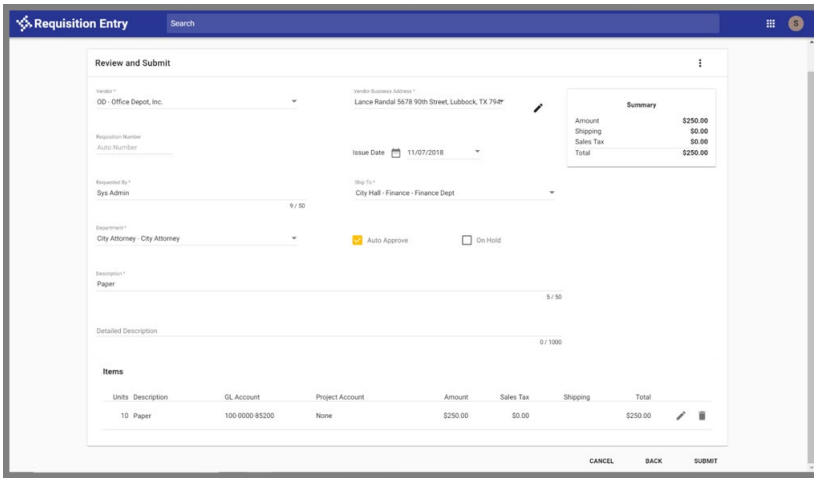 Requisition Entry
Search
S
Review and Submit
Vendor *
OD - Office Depot, Inc.
Vendor Business Address *
Lance Randal 5678 90th Street, Lubbock, TX 794
Summary
Amount $250.00
Shipping $0.00
Sales Tax $0.00
Total $250.00
Requisition Number
Auto Number
Issue Date 11/07/2018
Requested By *
Sys Admin
9 / 50
Ship To *
City Hall - Finance - Finance Dept
Department *
City Attorney - City Attorney
Auto Approve
On Hold
Description *
Paper
5 / 50
Detailed Description
0 / 1000
Items
Units Description GL Account Project Account Amount Sales Tax Shipping Total
10 Paper 100-0000-85200 None $250.00 $0.00 $250.00
CANCEL BACK SUBMIT